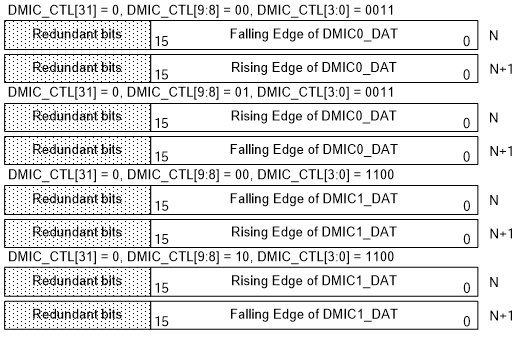 DMIC_CTL[31] = 0, DMIC_CTL[9:8] = 00, DMIC_CTL[3:0] = 0011
Redundant bits 15 Falling Edge of DMIC0_DAT 0 N
Redundant bits 15 Rising Edge of DMIC0_DAT 0 N+1
DMIC_CTL[31] = 0, DMIC_CTL[9:8] = 01, DMIC_CTL[3:0] = 0011
Redundant bits 15 Rising Edge of DMIC0_DAT 0 N
Redundant bits 15 Falling Edge of DMIC0_DAT 0 N+1
DMIC_CTL[31] = 0, DMIC_CTL[9:8] = 00, DMIC_CTL[3:0] = 1100
Redundant bits 15 Falling Edge of DMIC1_DAT 0 N
Redundant bits 15 Rising Edge of DMIC1_DAT 0 N+1
DMIC_CTL[31] = 0, DMIC_CTL[9:8] = 10, DMIC_CTL[3:0] = 1100
Redundant bits 15 Rising Edge of DMIC1_DAT 0 N
Redundant bits 15 Falling Edge of DMIC1_DAT 0 N+1